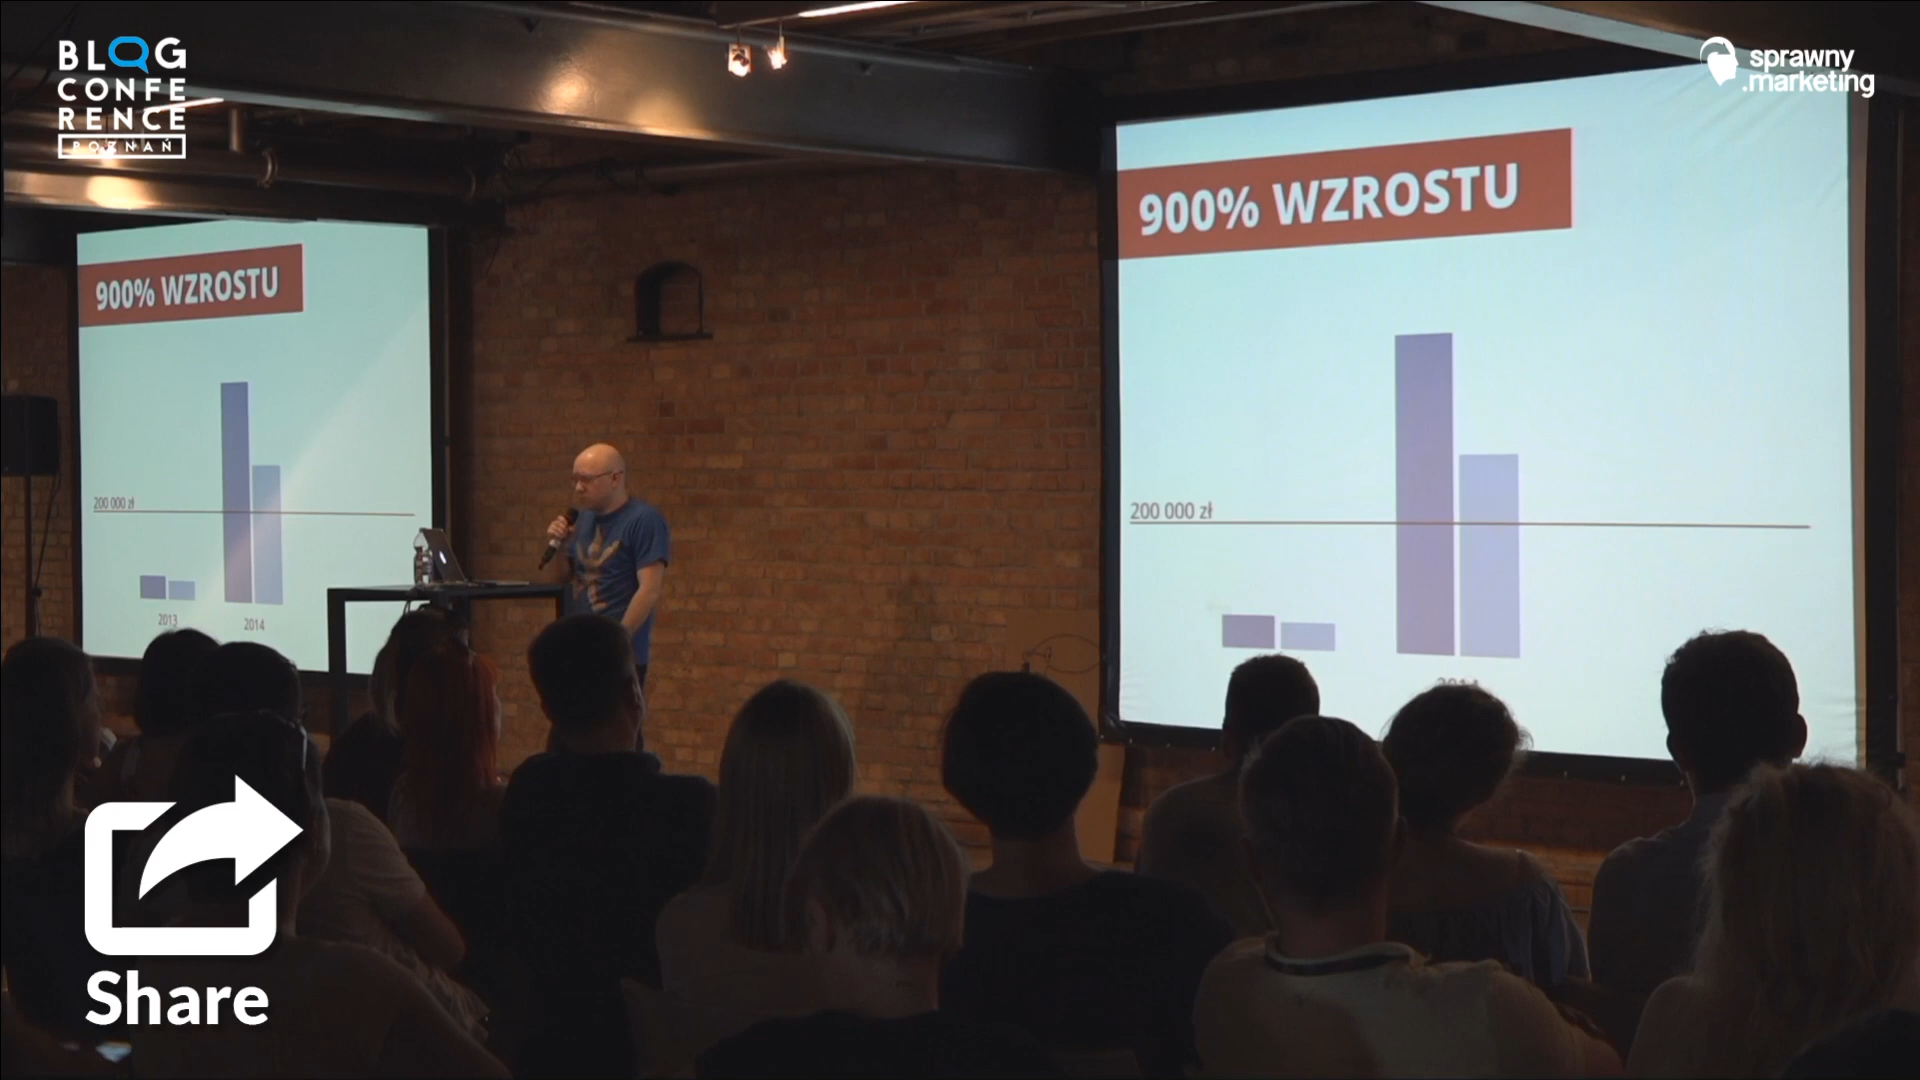 BLOG
CONFE
RENCE
POZNAŃ
sprawny
.marketing
900% WZROSTU
200 000 zł
2013
2014
900% WZROSTU
200 000 zł
2014
Share